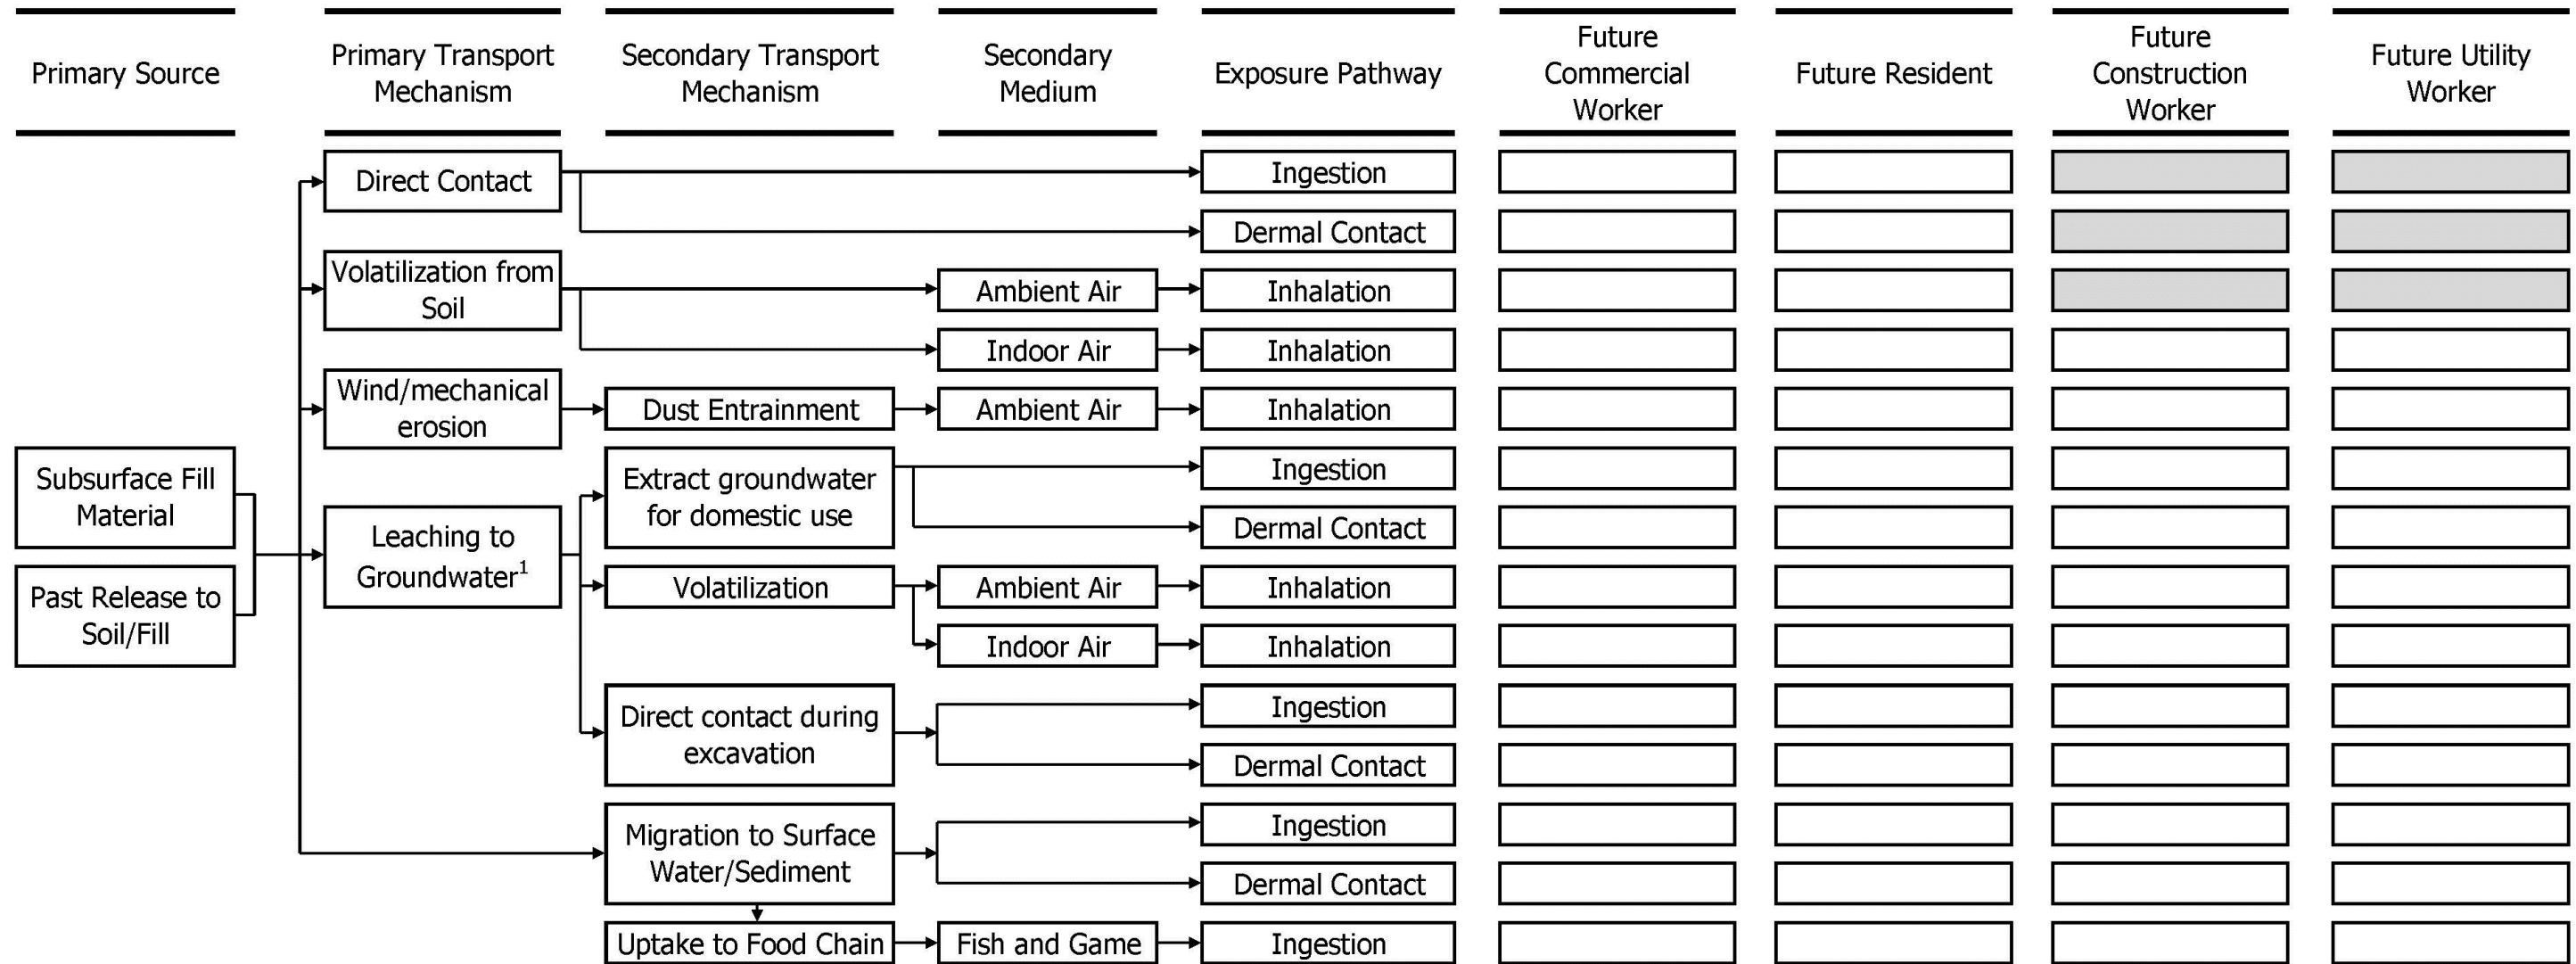 Primary Source
Primary Transport
Mechanism
Secondary Transport
Mechanism
Secondary
Medium
Exposure Pathway
Future
Commercial
Worker
Future Resident
Future
Construction
Worker
Future Utility
Worker
Direct Contact
Ingestion
Dermal Contact
Volatilization from
Soil
Ambient Air
Inhalation
Indoor Air
Inhalation
Wind/mechanical
erosion
Dust Entrainment
Ambient Air
Inhalation
Subsurface Fill
Material
Past Release to
Soil/Fill
Leaching to
Groundwater¹
Extract groundwater
for domestic use
Ingestion
Dermal Contact
Volatilization
Ambient Air
Inhalation
Indoor Air
Inhalation
Direct contact during
excavation
Ingestion
Dermal Contact
Migration to Surface
Water/Sediment
Ingestion
Dermal Contact
Uptake to Food Chain
Fish and Game
Ingestion